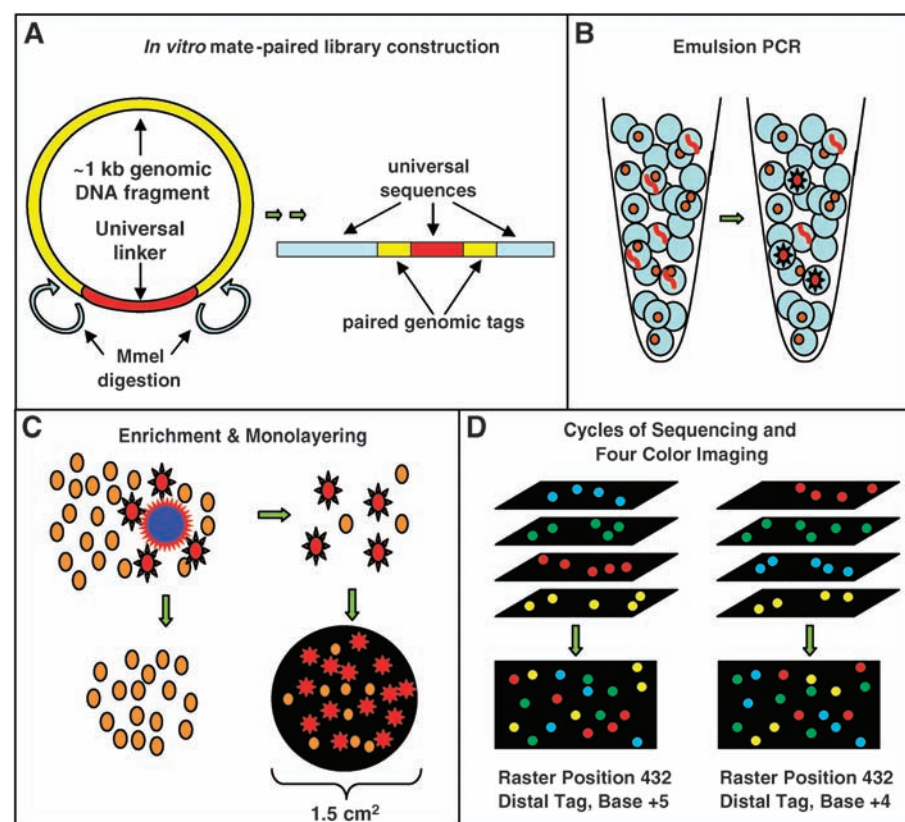 A
In vitro mate-paired library construction
~1 kb genomic
DNA fragment
Universal
linker
MmeI
digestion
universal
sequences
paired genomic tags
B
Emulsion PCR
C
Enrichment & Monolayering
1.5 cm²
D
Cycles of Sequencing and
Four Color Imaging
Raster Position 432
Distal Tag, Base +5
Raster Position 432
Distal Tag, Base +4